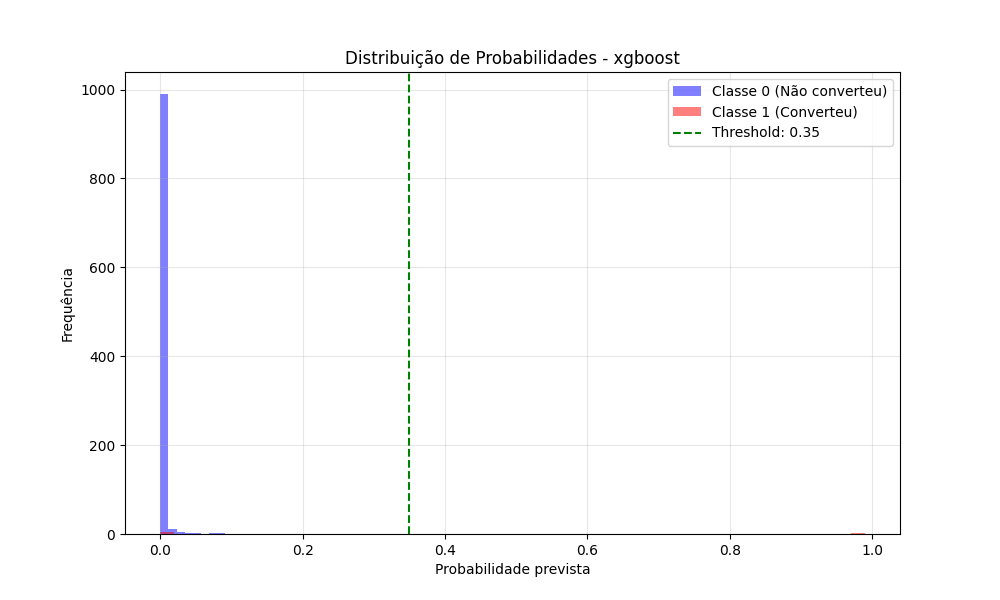 Distribuição de Probabilidades - xgboost
Classe 0 (Não converteu)
Classe 1 (Converteu)
Threshold: 0.35
1000
800
600
400
200
0
Frequência
0.0 0.2 0.4 0.6 0.8 1.0
Probabilidade prevista